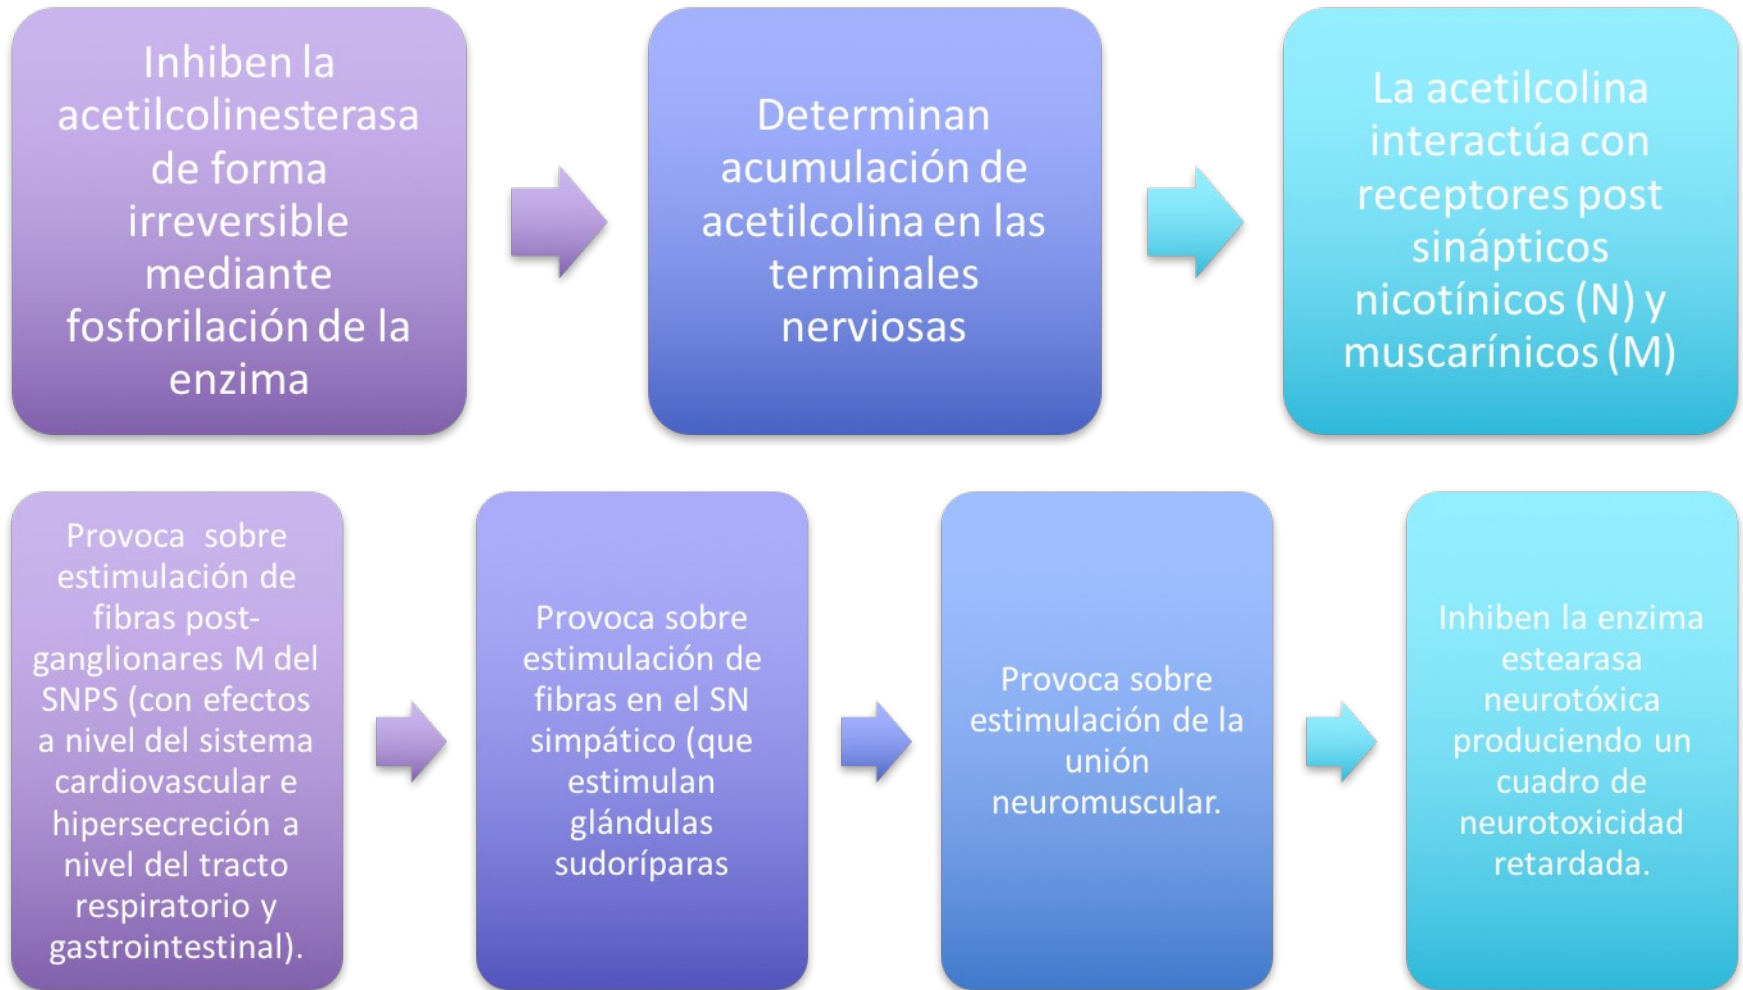 Inhiben la
acetilcolinesterasa
de forma
irreversible
mediante
fosforilación de la
enzima
Determinan
acumulación de
acetilcolina en las
terminales
nerviosas
La acetilcolina
interactúa con
receptores post
sinápticos
nicotínicos (N) y
muscarínicos (M)
Provoca sobre
estimulación de
fibras post-
ganglionares M del
SNPS (con efectos
a nivel del sistema
cardiovascular e
hipersecreción a
nivel del tracto
respiratorio y
gastrointestinal).
Provoca sobre
estimulación de
fibras en el SN
simpático (que
estimulan
glándulas
sudoríparas
Provoca sobre
estimulación de la
unión
neuromuscular.
Inhiben la enzima
estearasa
neurotóxica
produciendo un
cuadro de
neurotoxicidad
retardada.